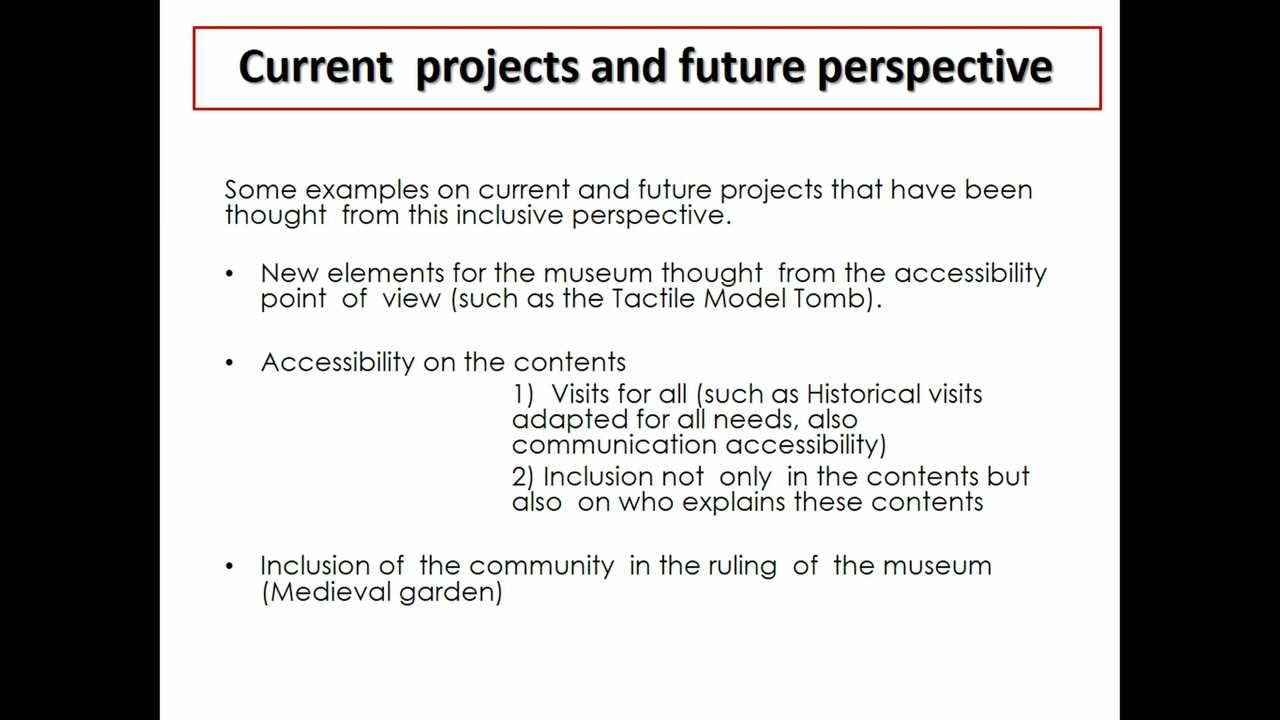 Current projects and future perspective
Some examples on current and future projects that have been
thought from this inclusive perspective.
• New elements for the museum thought from the accessibility
point of view (such as the Tactile Model Tomb).
• Accessibility on the contents
1) Visits for all (such as Historical visits
adapted for all needs, also
communication accessibility)
2) Inclusion not only in the contents but
also on who explains these contents
• Inclusion of the community in the ruling of the museum
(Medieval garden)